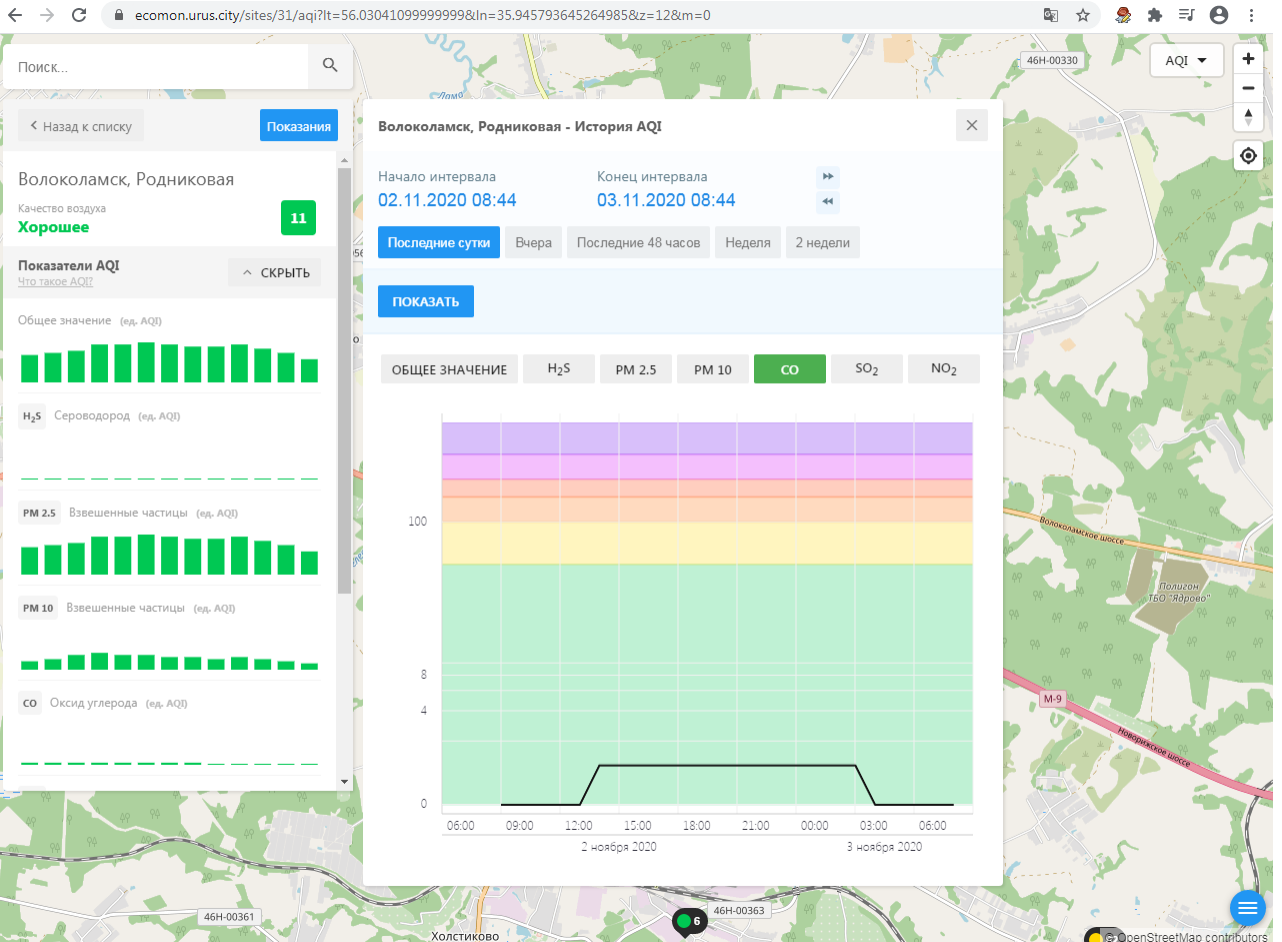 ecomon.urus.city/sites/31/aqi?lt=56.03041099999999&ln=35.945793645264985&z=12&m=0
Поиск...
46Н-00330
AQI
Лама
Назад к списку
Показания
Волоколамск, Родниковая - История AQI
Волоколамск, Родниковая
Качество воздуха
Хорошее
11
Начало интервала
Конец интервала
02.11.2020 08:44
03.11.2020 08:44
Последние сутки
Вчера
Последние 48 часов
Неделя
2 недели
Показатели AQI
Что такое AQI?
СКРЫТЬ
ПОКАЗАТЬ
Общее значение (ед. AQI)
H2S Сероводород (ед. AQI)
PM 2.5 Взвешенные частицы (ед. AQI)
PM 10 Взвешенные частицы (ед. AQI)
CO Оксид углерода (ед. AQI)
ОБЩЕЕ ЗНАЧЕНИЕ
H2S
PM 2.5
PM 10
CO
SO2
NO2
100
8
4
0
06:00
09:00
12:00
15:00
18:00
21:00
00:00
03:00
06:00
2 ноября 2020
3 ноября 2020
Волоколамское шоссе
Полигон
ТБО "Ядрово"
М-9
Новорижское шоссе
46Н-00361
6
46Н-00363
Холстиково
© OpenStreetMap contributors